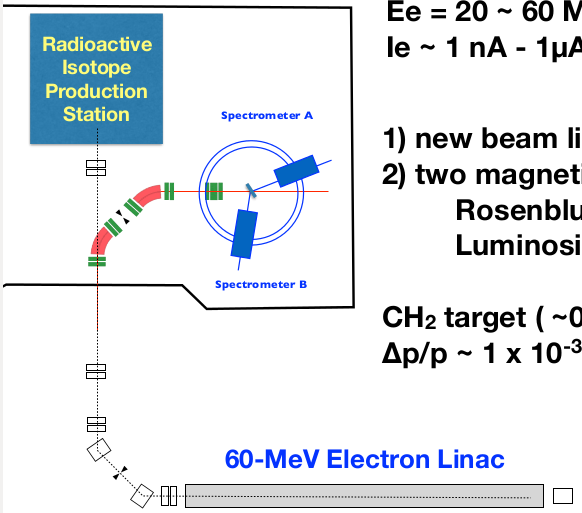 Radioactive
Isotope
Production
Station
Spectrometer A
Spectrometer B
60-MeV Electron Linac
Ee = 20 ~ 60 M
Ie ~ 1 nA - 1µA
1) new beam li
2) two magneti
Rosenblu
Luminosi
CH₂ target ( ~0
Δp/p ~ 1 x 10⁻³